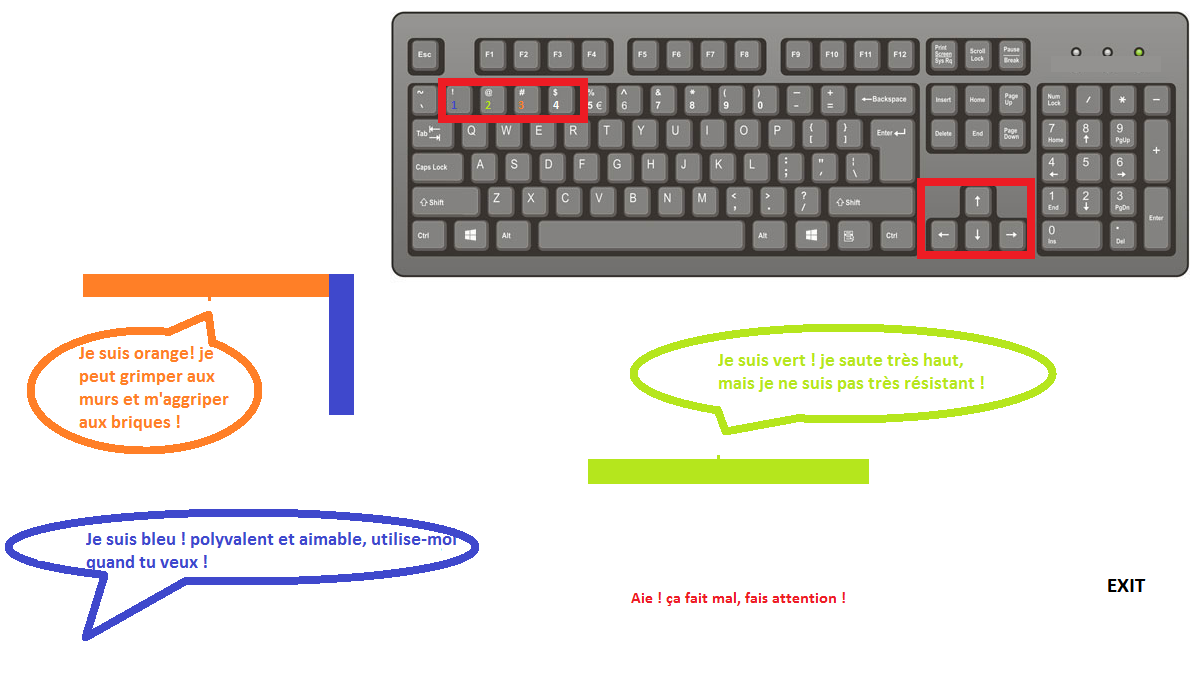 Esc F1 F2 F3 F4 F5 F6 F7 F8 F9 F10 F11 F12 Print Screen Sys Rq Scroll Lock Pause Break
~ ` ! 1 @ 2 # 3 $ 4 % 5 € ^ 6 & 7 * 8 ( 9 ) 0 — - + = ←Backspace Insert Home Page Up Num Lock / * −
Tab Q W E R T Y U I O P { [ } ] Enter Delete End Page Down 7 Home 8 ↑ 9 PgUp +
Caps Lock A S D F G H J K L : ; " ' | \ 4 ← 5 6 →
⇧Shift Z X C V B N M < , > . ? / ⇧Shift ↑ 1 End 2 ↓ 3 PgDn Enter
Ctrl Alt Alt Ctrl ← ↓ → 0 Ins . Del
Je suis orange! je
peut grimper aux
murs et m'aggriper
aux briques !
Je suis vert ! je saute très haut,
mais je ne suis pas très résistant !
Je suis bleu ! polyvalent et aimable, utilise-moi
quand tu veux !
Aie ! ça fait mal, fais attention !
EXIT